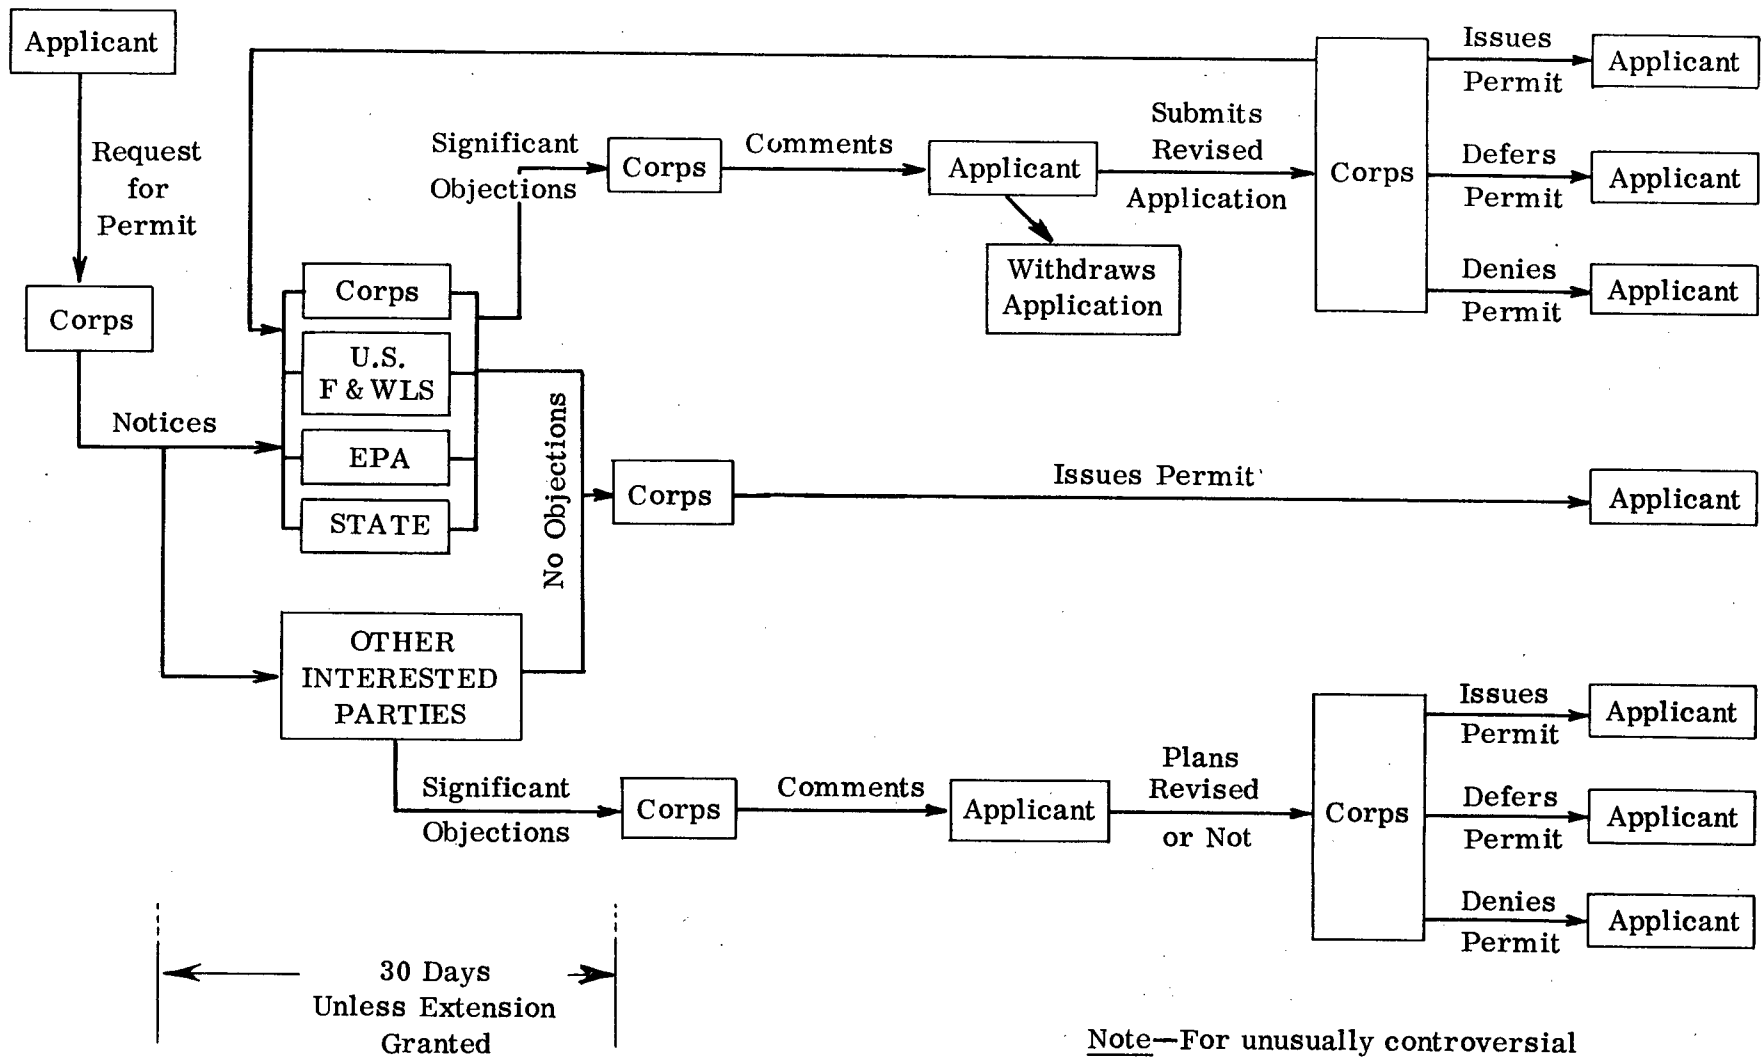 Applicant
Request
for
Permit
Corps
Notices
Corps
U.S.
F & WLS
EPA
STATE
OTHER
INTERESTED
PARTIES
Significant
Objections
Corps
Comments
Applicant
Withdraws
Application
Submits
Revised
Application
Corps
Issues
Permit
Applicant
Defers
Permit
Applicant
Denies
Permit
Applicant
No Objections
Corps
Issues Permit
Applicant
Significant
Objections
Corps
Comments
Applicant
Plans
Revised
or Not
Corps
Issues
Permit
Applicant
Defers
Permit
Applicant
Denies
Permit
Applicant
30 Days
Unless Extension
Granted
Note—For unusually controversial